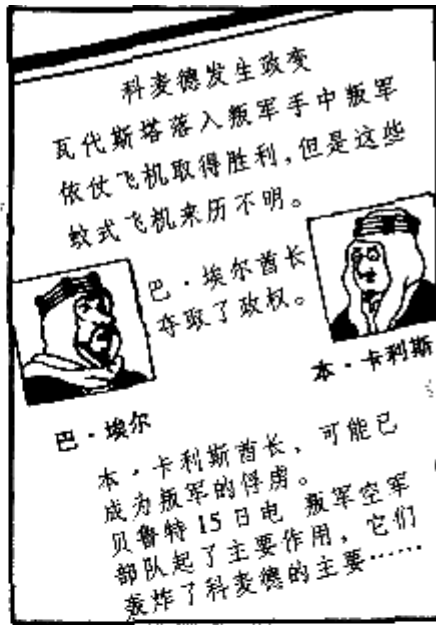 科麦德发生政变
瓦代斯塔落入叛军手中叛军
依仗飞机取得胜利，但是这些
蚊式飞机来历不明。
巴·埃尔酋长
夺取了政权。
本·卡利斯
巴·埃尔
本·卡利斯酋长，可能已
成为叛军的俘虏。
贝鲁特15日电 叛军空军
部队起了主要作用，它们
轰炸了科麦德的主要……